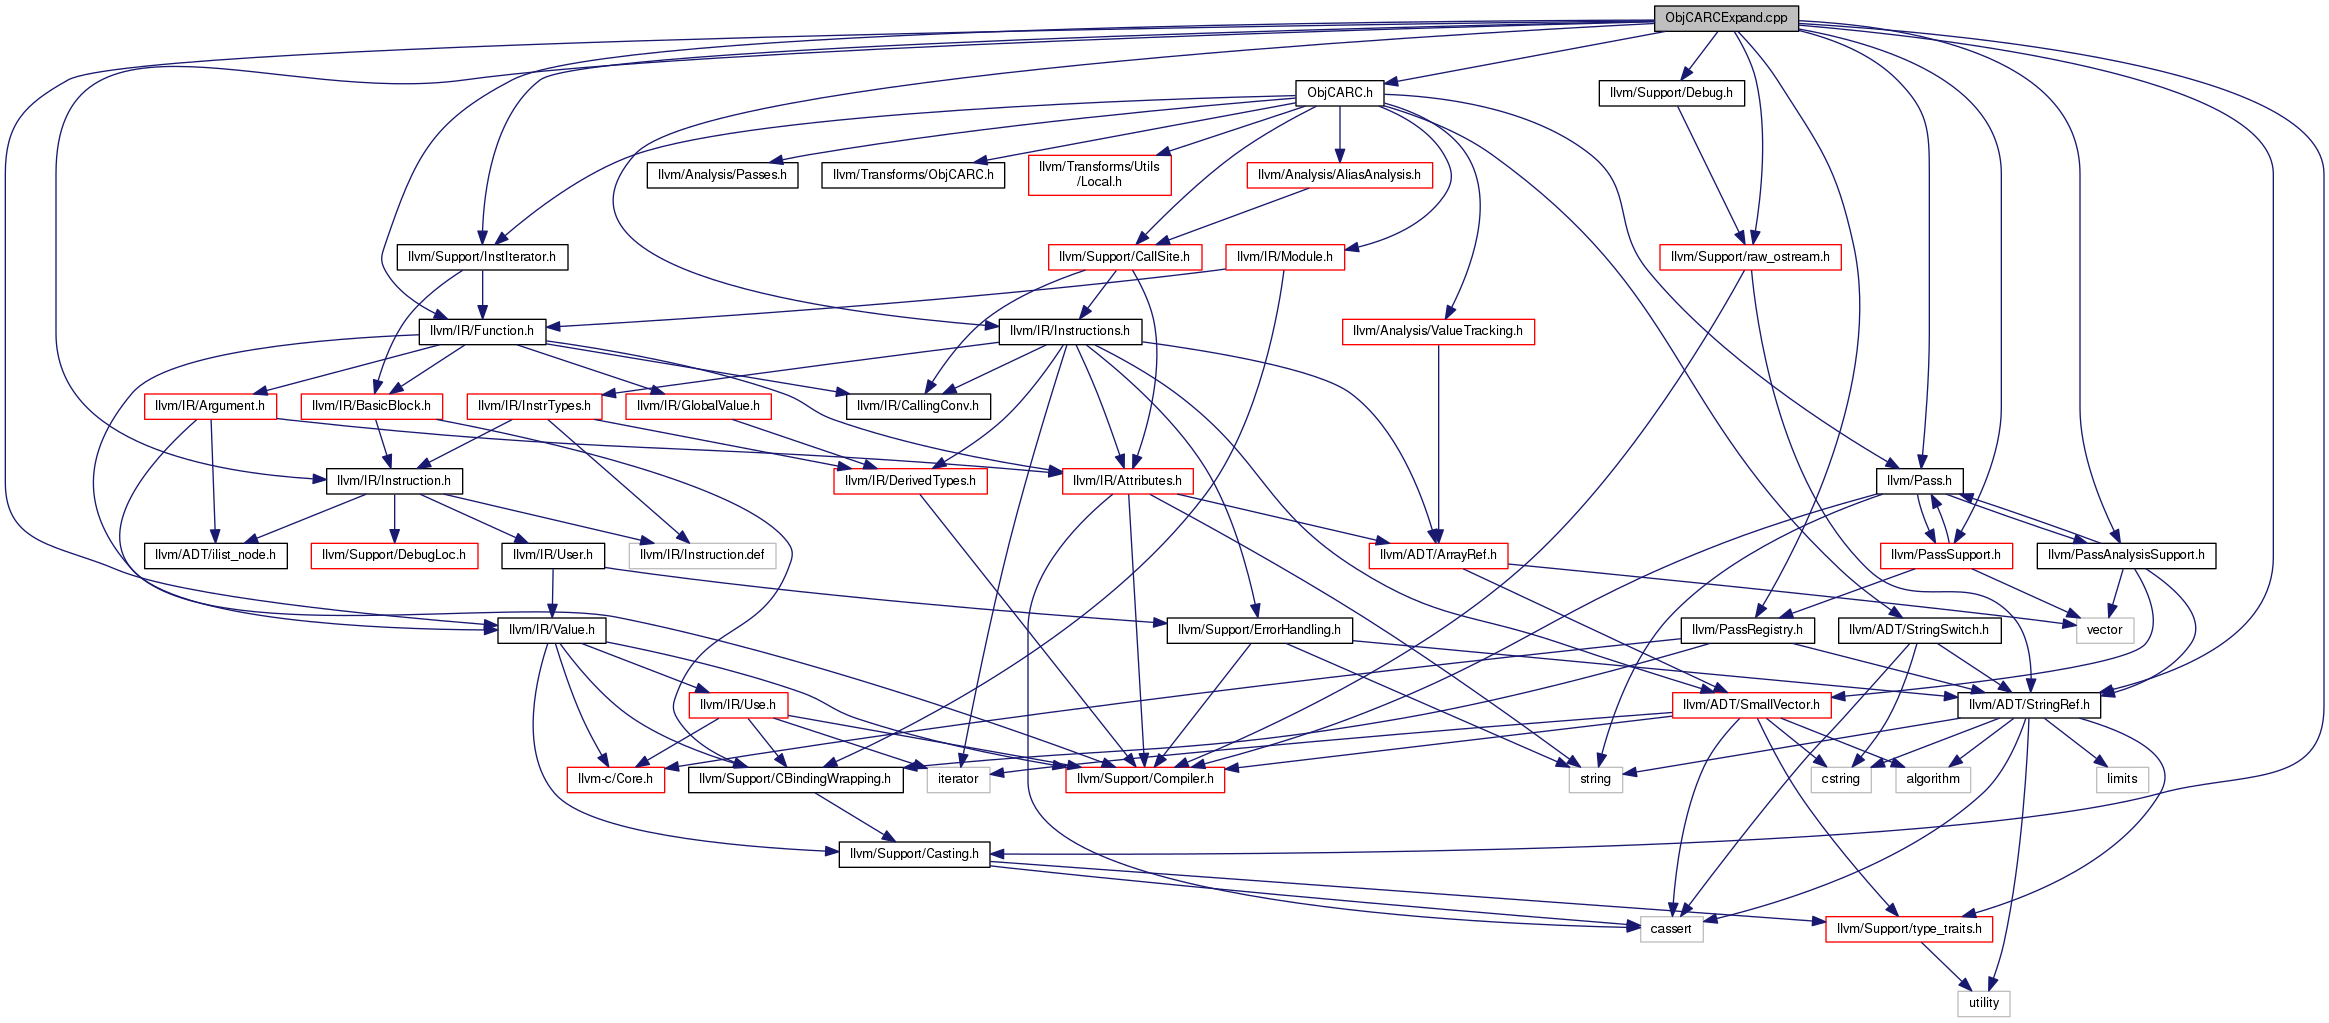 ObjCARCExpand.cpp
ObjCARC.h
llvm/Support/Debug.h
llvm/Analysis/Passes.h
llvm/Transforms/ObjCARC.h
llvm/Transforms/Utils
/Local.h
llvm/Analysis/AliasAnalysis.h
llvm/Support/InstIterator.h
llvm/Support/CallSite.h
llvm/IR/Module.h
llvm/Support/raw_ostream.h
llvm/IR/Function.h
llvm/IR/Instructions.h
llvm/Analysis/ValueTracking.h
llvm/IR/Argument.h
llvm/IR/BasicBlock.h
llvm/IR/InstrTypes.h
llvm/IR/GlobalValue.h
llvm/IR/CallingConv.h
llvm/IR/Instruction.h
llvm/IR/DerivedTypes.h
llvm/IR/Attributes.h
llvm/Pass.h
llvm/ADT/ilist_node.h
llvm/Support/DebugLoc.h
llvm/IR/User.h
llvm/IR/Instruction.def
llvm/ADT/ArrayRef.h
llvm/PassSupport.h
llvm/PassAnalysisSupport.h
llvm/IR/Value.h
llvm/Support/ErrorHandling.h
llvm/PassRegistry.h
llvm/ADT/StringSwitch.h
vector
llvm/IR/Use.h
llvm/ADT/SmallVector.h
llvm/ADT/StringRef.h
llvm-c/Core.h
llvm/Support/CBindingWrapping.h
iterator
llvm/Support/Compiler.h
string
cstring
algorithm
limits
llvm/Support/Casting.h
cassert
llvm/Support/type_traits.h
utility